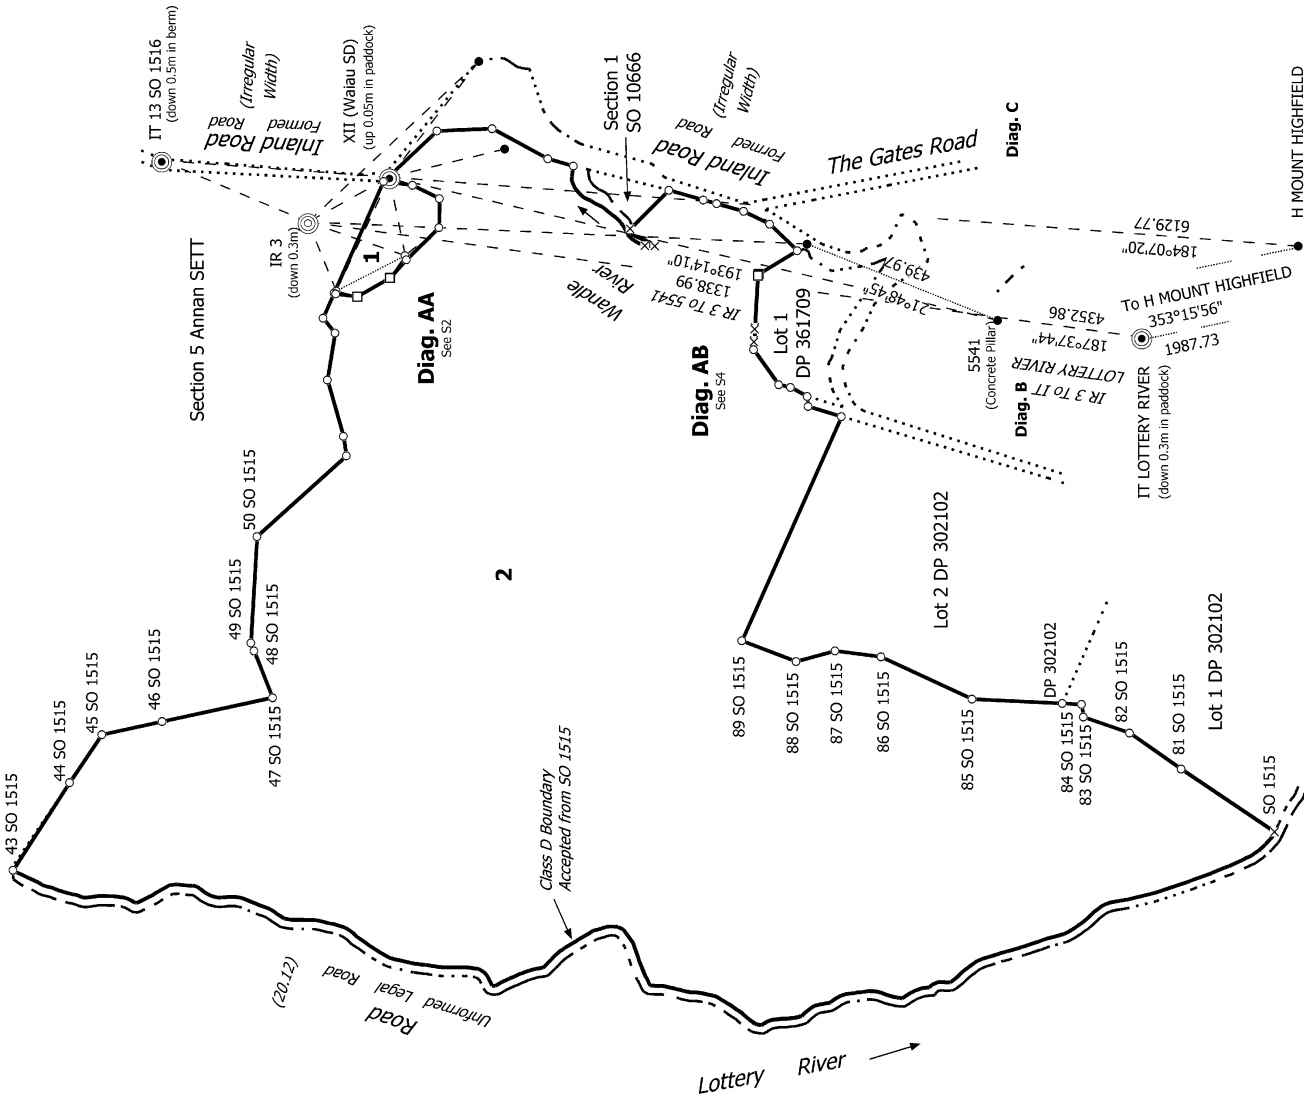 IT 13 SO 1516
(down 0.5m in berm)
(Irregular
Width)
Inland Road
Formed Road
XII (Waiau SD)
(up 0.05m in paddock)
Section 1
SO 10666
(Irregular
Width)
Inland Road
Formed Road
The Gates Road
Diag. C
H MOUNT HIGHFIELD
6129.77
184°07'20"
Section 5 Annan SETT
IR 3
(down 0.3m)
1
Diag. AA
See S2
Wandle
River
193°14'10"
1338.99
IR 3 To 5541
439.97
21°48'45"
Lot 1
DP 361709
Diag. AB
See S4
5541
(Concrete Pillar)
Diag. B
4352.86
187°37'44"
LOTTERY RIVER
IR 3 To IT
To H MOUNT HIGHFIELD
353°15'56"
1987.73
IT LOTTERY RIVER
(down 0.3m in paddock)
50 SO 1515
49 SO 1515
48 SO 1515
47 SO 1515
46 SO 1515
45 SO 1515
44 SO 1515
43 SO 1515
2
89 SO 1515
88 SO 1515
87 SO 1515
86 SO 1515
85 SO 1515
DP 302102
84 SO 1515
83 SO 1515
82 SO 1515
81 SO 1515
SO 1515
Lot 2 DP 302102
Lot 1 DP 302102
Class D Boundary
Accepted from SO 1515
(20.12)
Unformed Legal Road
Road
Lottery River